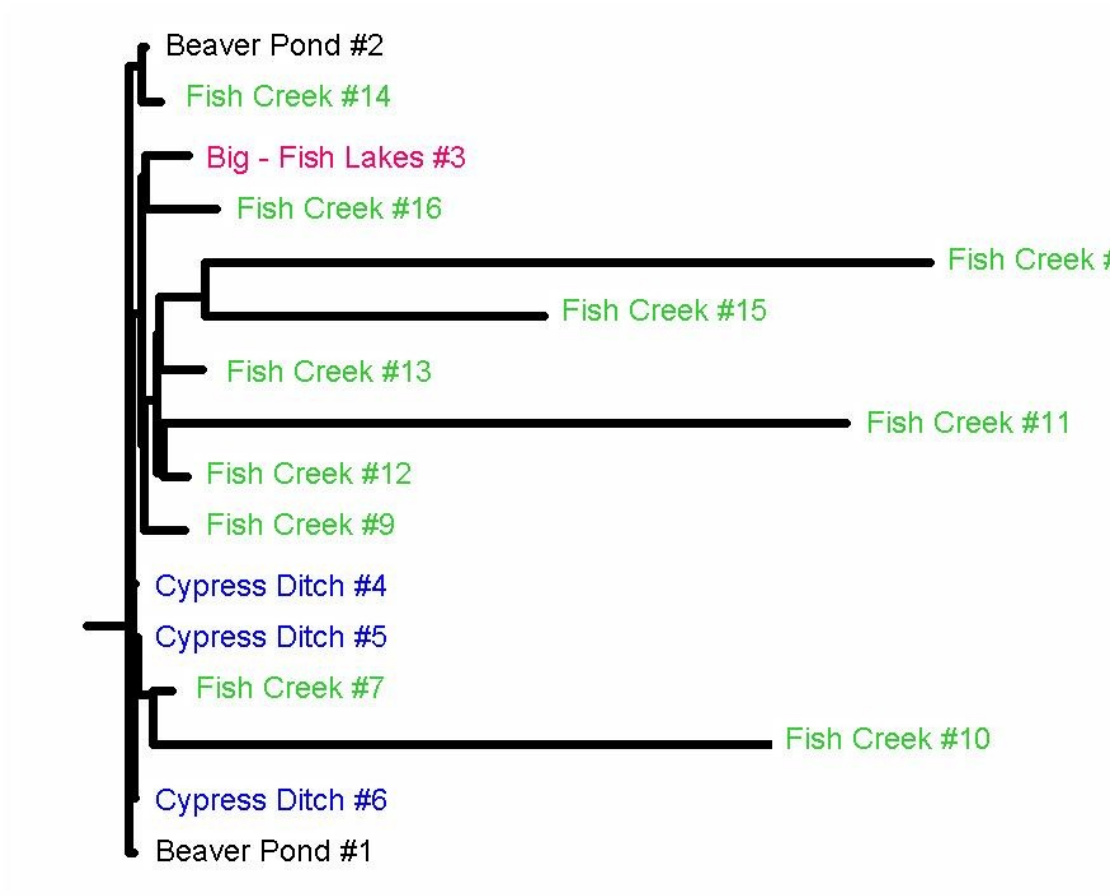 Beaver Pond #2
Fish Creek #14
Big - Fish Lakes #3
Fish Creek #16
Fish Creek #
Fish Creek #15
Fish Creek #13
Fish Creek #11
Fish Creek #12
Fish Creek #9
Cypress Ditch #4
Cypress Ditch #5
Fish Creek #7
Fish Creek #10
Cypress Ditch #6
Beaver Pond #1